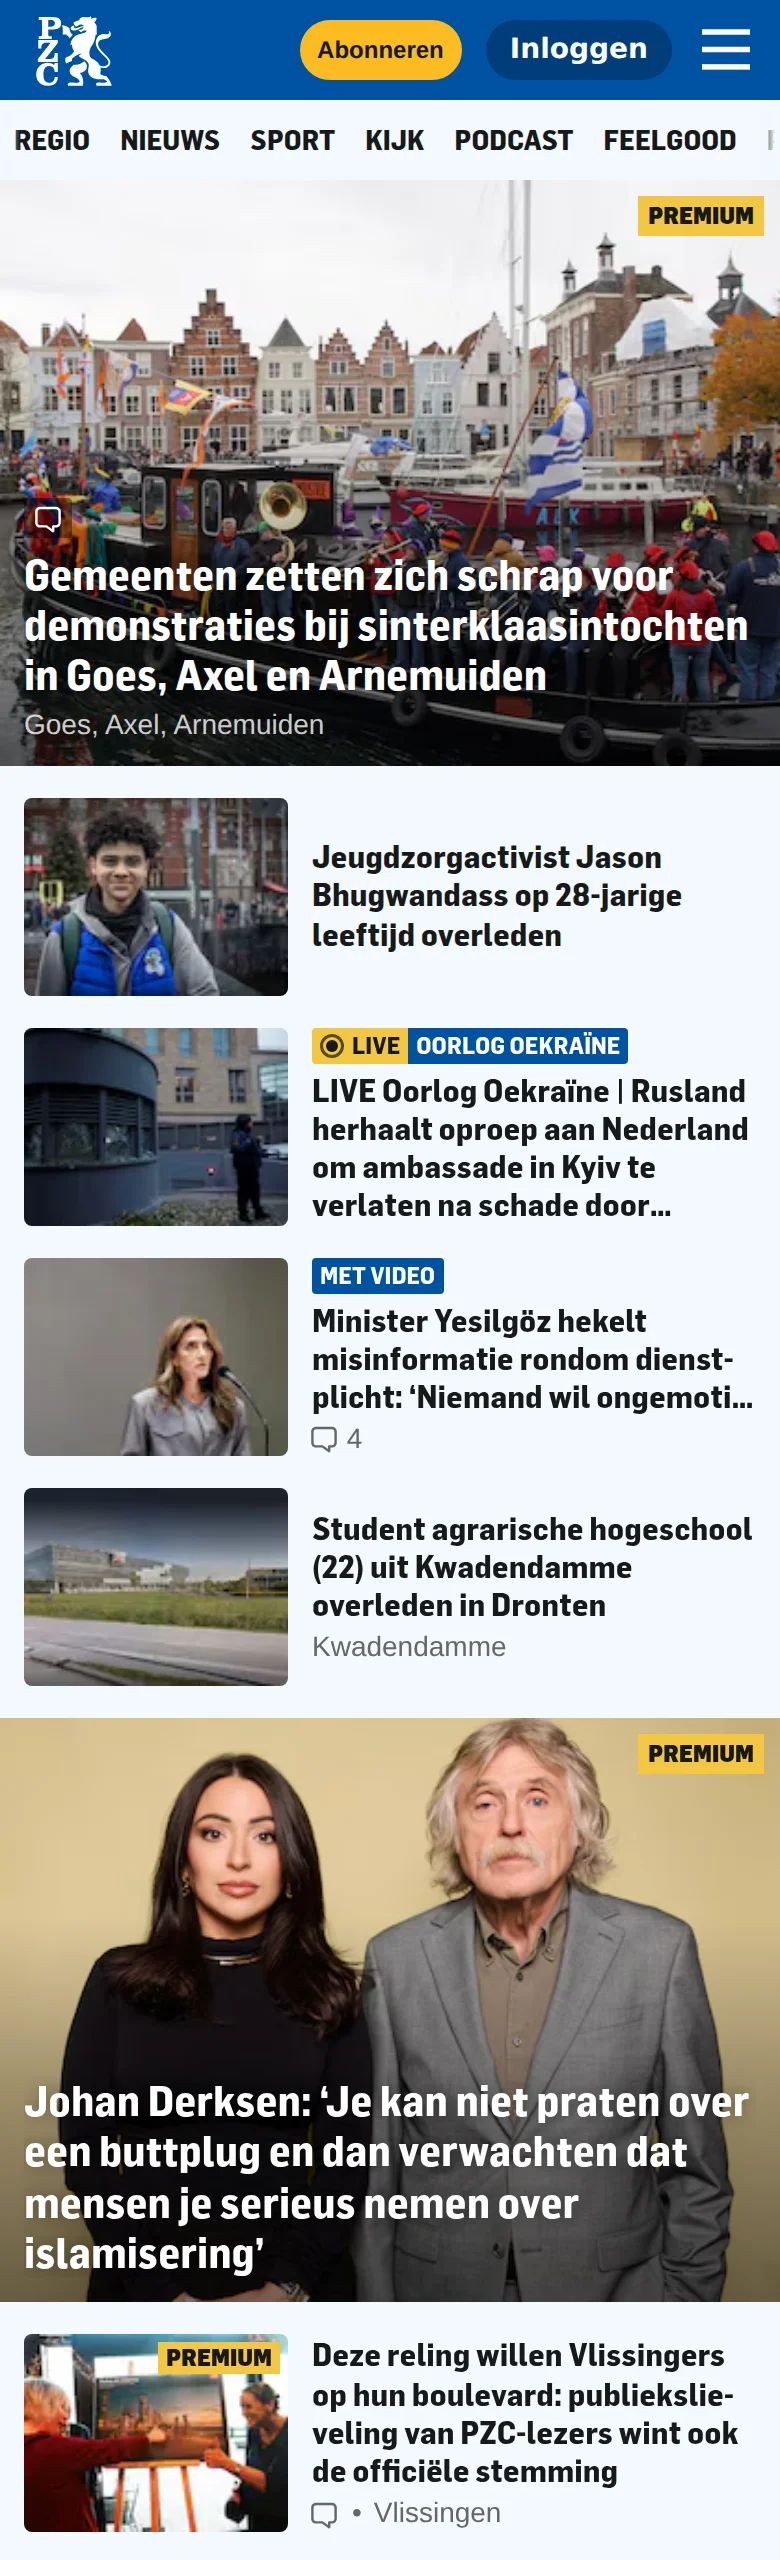 PZC
Abonneren
Inloggen
REGIO NIEUWS SPORT KIJK PODCAST FEELGOOD
PREMIUM
Gemeenten zetten zich schrap voor
demonstraties bij sinterklaasintochten
in Goes, Axel en Arnemuiden
Goes, Axel, Arnemuiden
Jeugdzorgactivist Jason
Bhugwandass op 28-jarige
leeftijd overleden
LIVE OORLOG OEKRAÏNE
LIVE Oorlog Oekraïne | Rusland
herhaalt oproep aan Nederland
om ambassade in Kyiv te
verlaten na schade door...
MET VIDEO
Minister Yesilgöz hekelt
misinformatie rondom dienst-
plicht: ‘Niemand wil ongemoti...
4
Student agrarische hogeschool
(22) uit Kwadendamme
overleden in Dronten
Kwadendamme
PREMIUM
Johan Derksen: ‘Je kan niet praten over
een buttplug en dan verwachten dat
mensen je serieus nemen over
islamisering’
PREMIUM
Deze reling willen Vlissingers
op hun boulevard: publiekslie-
veling van PZC-lezers wint ook
de officiële stemming
• Vlissingen